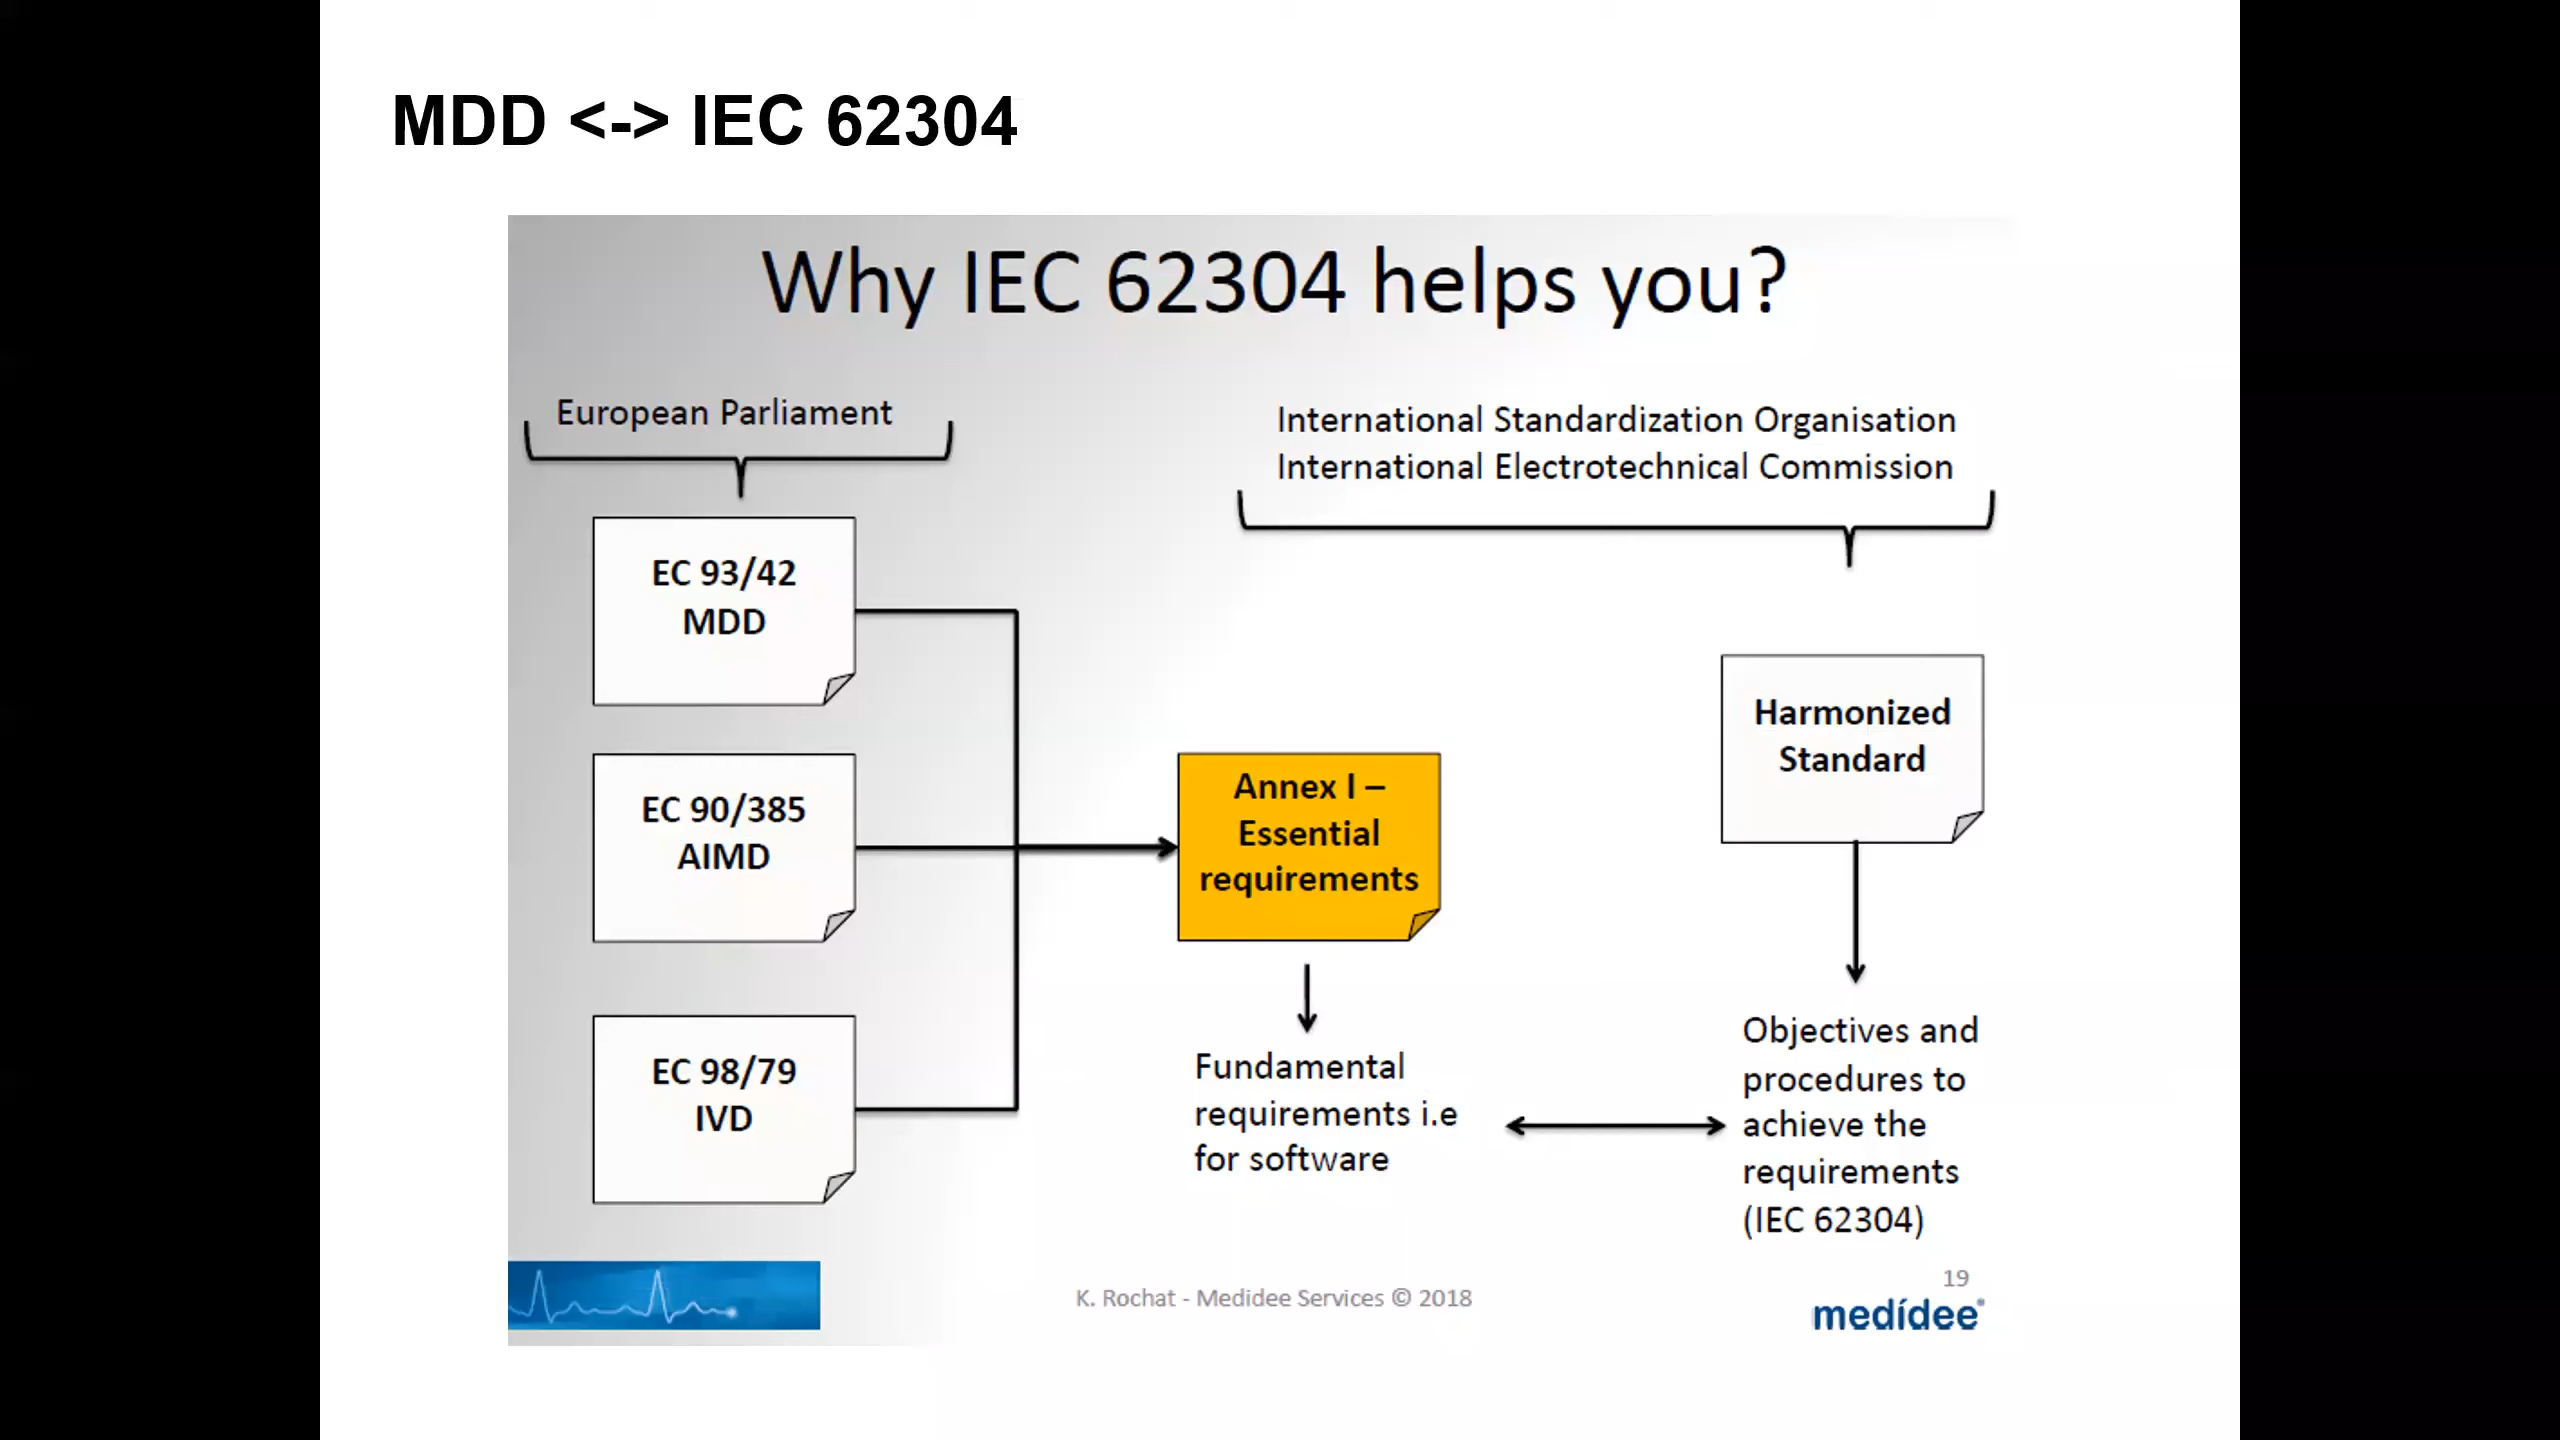 MDD <-> IEC 62304
Why IEC 62304 helps you?
European Parliament
International Standardization Organisation
International Electrotechnical Commission
EC 93/42
MDD
EC 90/385
AIMD
EC 98/79
IVD
Annex I –
Essential
requirements
Fundamental
requirements i.e
for software
Harmonized
Standard
Objectives and
procedures to
achieve the
requirements
(IEC 62304)
K. Rochat - Medidee Services © 2018
19
medídee